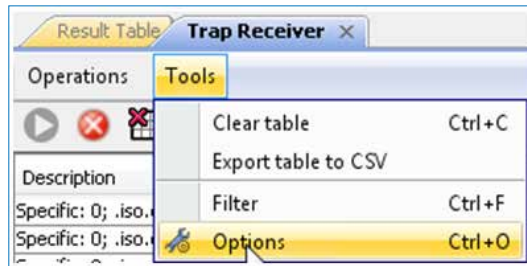 Result Table Trap Receiver
Operations Tools
Clear table Ctrl+C
Export table to CSV
Description
Filter Ctrl+F
Specific: 0; .iso.
Options Ctrl+O
Specific: 0; .iso.